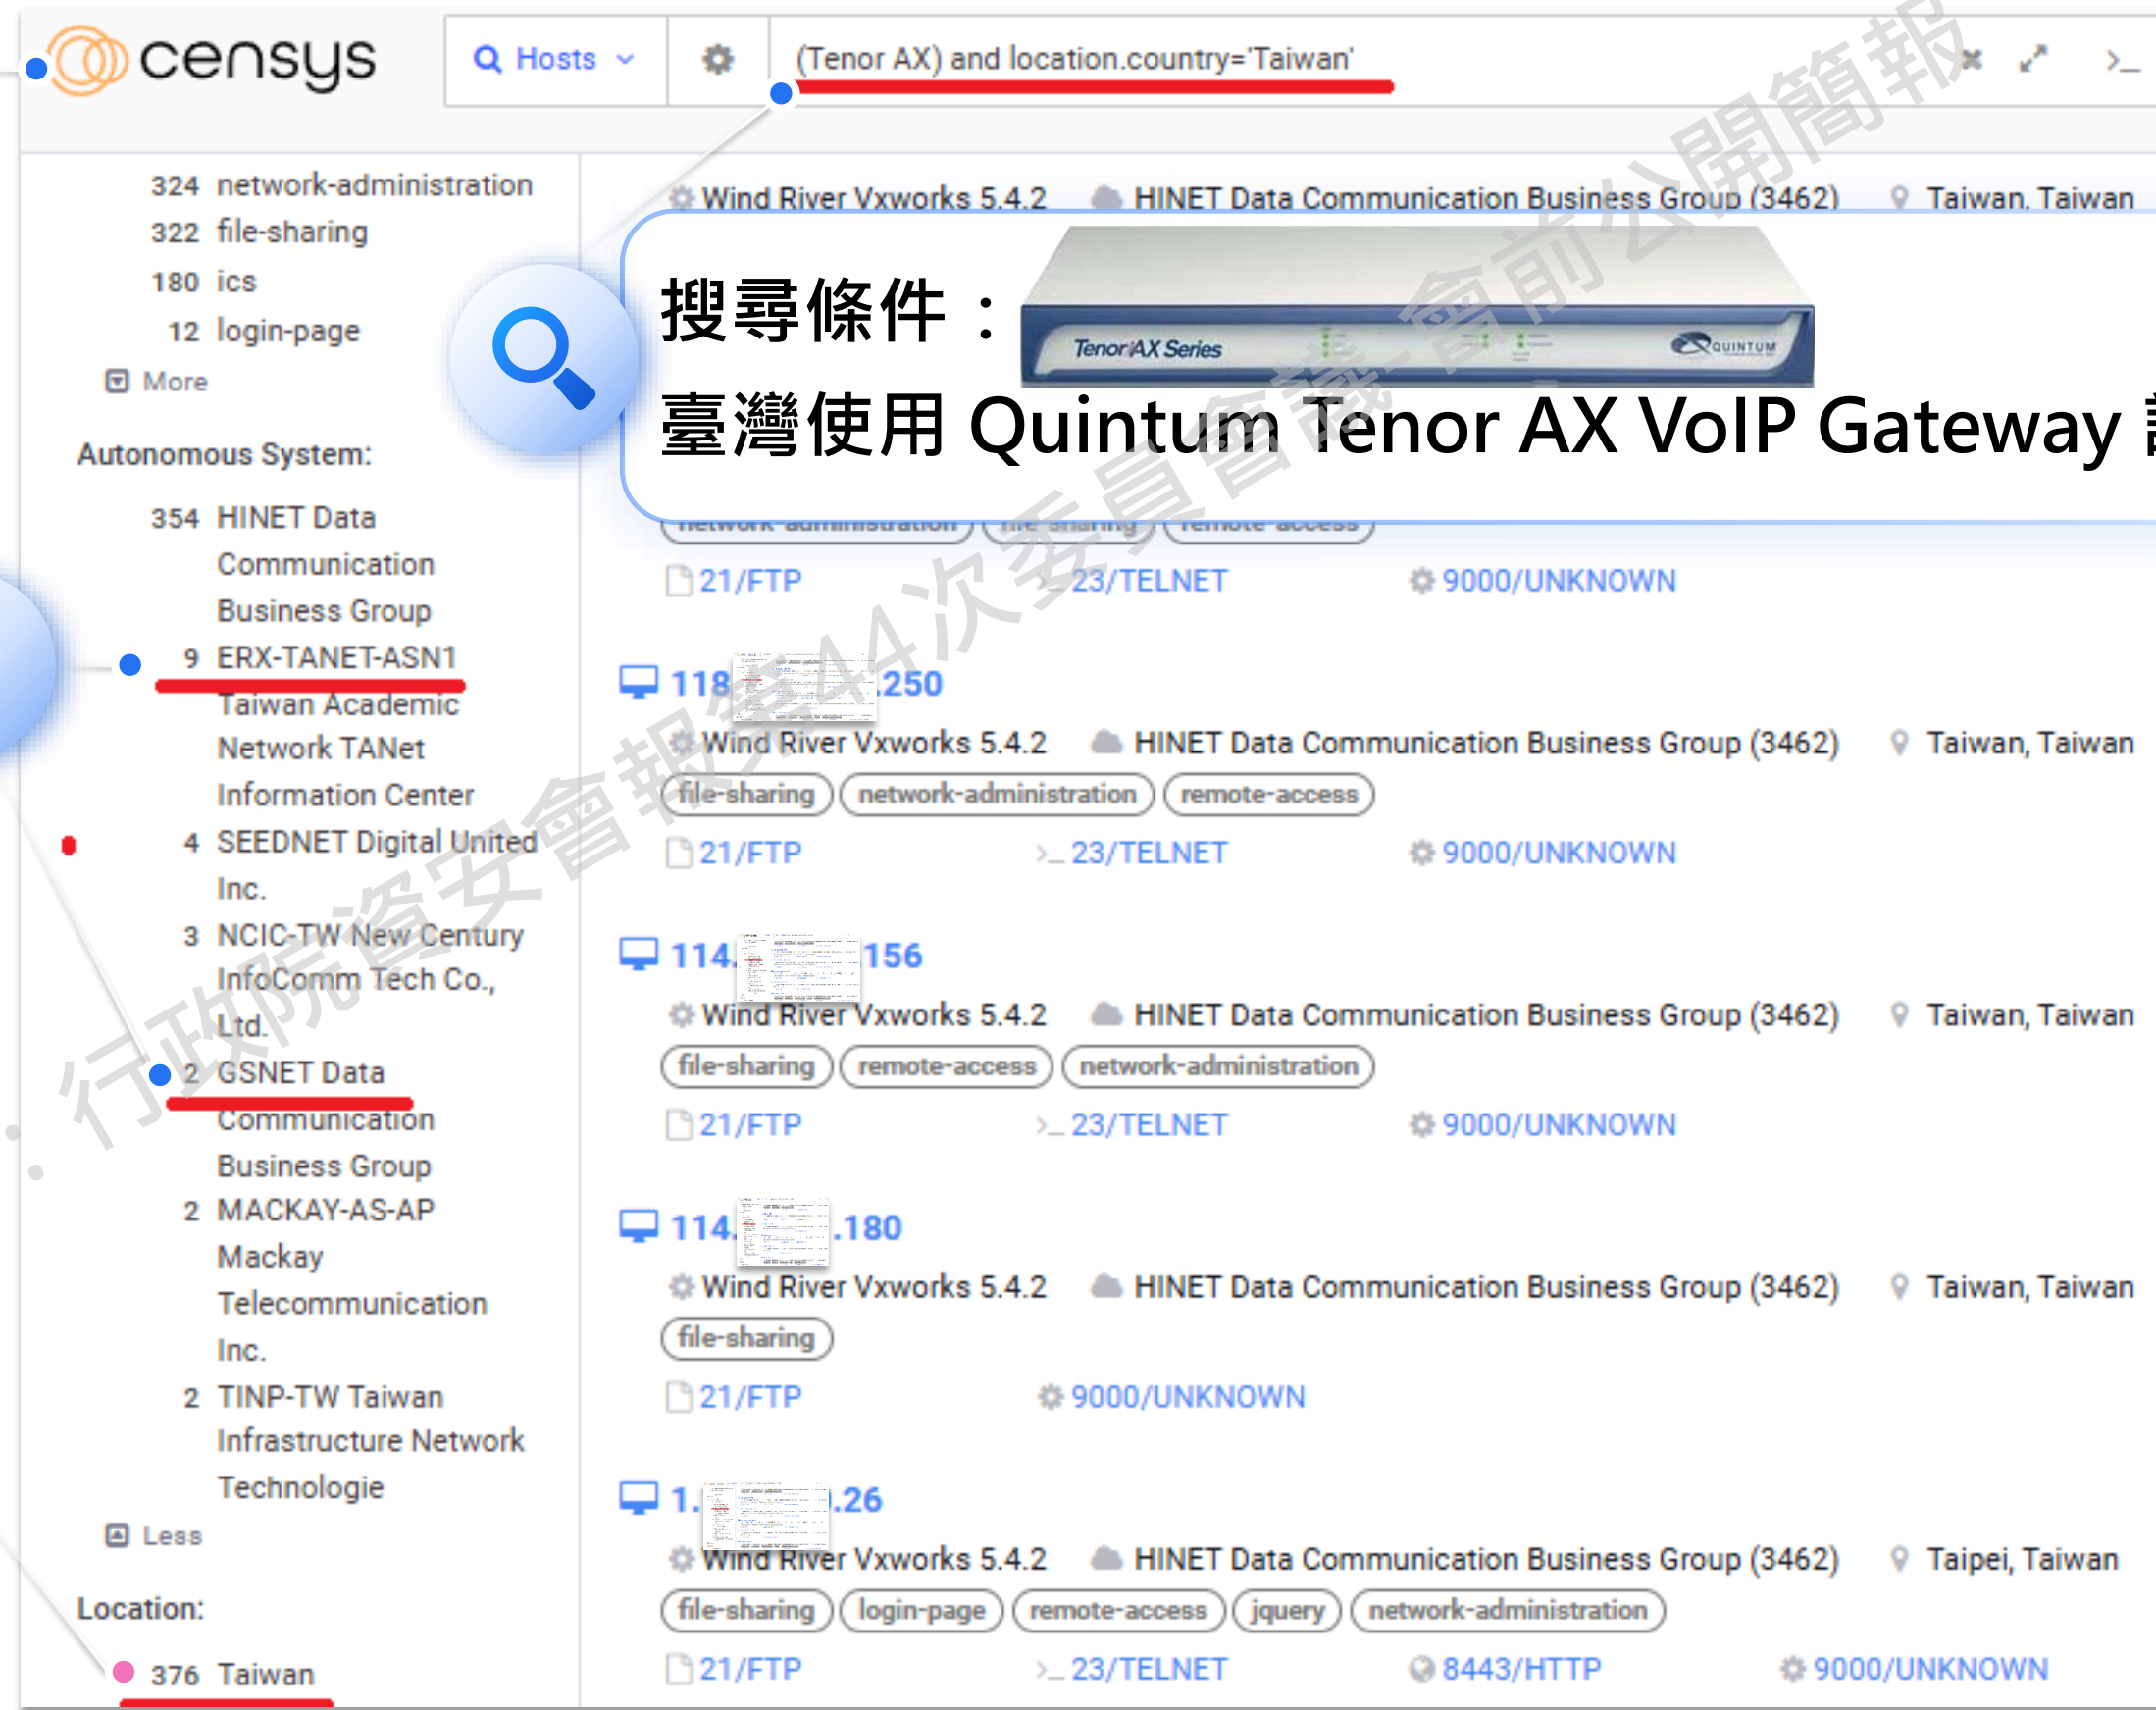 censys
Hosts
(Tenor AX) and location.country='Taiwan'
324 network-administration
322 file-sharing
180 ics
12 login-page
More
Autonomous System:
354 HINET Data
Communication
Business Group
9 ERX-TANET-ASN1
Taiwan Academic
Network TANet
Information Center
4 SEEDNET Digital United
Inc.
3 NCIC-TW New Century
InfoComm Tech Co.,
Ltd.
2 GSNET Data
Communication
Business Group
2 MACKAY-AS-AP
Mackay
Telecommunication
Inc.
2 TINP-TW Taiwan
Infrastructure Network
Technologie
Less
Location:
376 Taiwan
Wind River Vxworks 5.4.2 HINET Data Communication Business Group (3462) Taiwan, Taiwan
搜尋條件：
Tenor AX Series QUINTUM
臺灣使用 Quintum Tenor AX VoIP Gateway
network-administration file-sharing remote-access
21/FTP >_ 23/TELNET 9000/UNKNOWN
118 .250
Wind River Vxworks 5.4.2 HINET Data Communication Business Group (3462) Taiwan, Taiwan
file-sharing network-administration remote-access
21/FTP >_ 23/TELNET 9000/UNKNOWN
114. .156
Wind River Vxworks 5.4.2 HINET Data Communication Business Group (3462) Taiwan, Taiwan
file-sharing remote-access network-administration
21/FTP >_ 23/TELNET 9000/UNKNOWN
114. .180
Wind River Vxworks 5.4.2 HINET Data Communication Business Group (3462) Taiwan, Taiwan
file-sharing
21/FTP 9000/UNKNOWN
1. .26
Wind River Vxworks 5.4.2 HINET Data Communication Business Group (3462) Taipei, Taiwan
file-sharing login-page remote-access jquery network-administration
21/FTP >_ 23/TELNET 8443/HTTP 9000/UNKNOWN
：行政院資安會報第44次委員會議-會前公開簡報